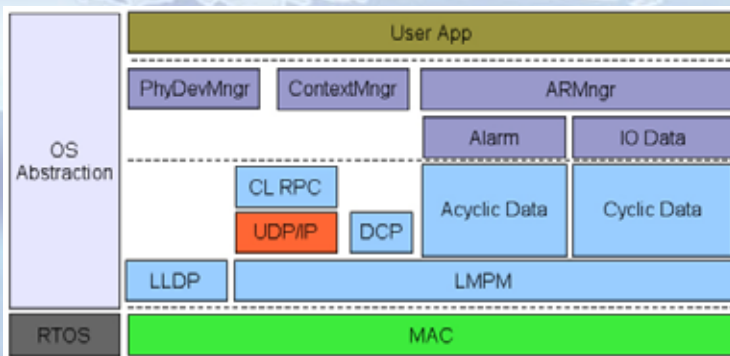 User App
PhyDevMngr ContextMngr ARMngr
OS Abstraction
Alarm IO Data
CL RPC
Acyclic Data Cyclic Data
UDP/IP DCP
LLDP LMPM
RTOS MAC